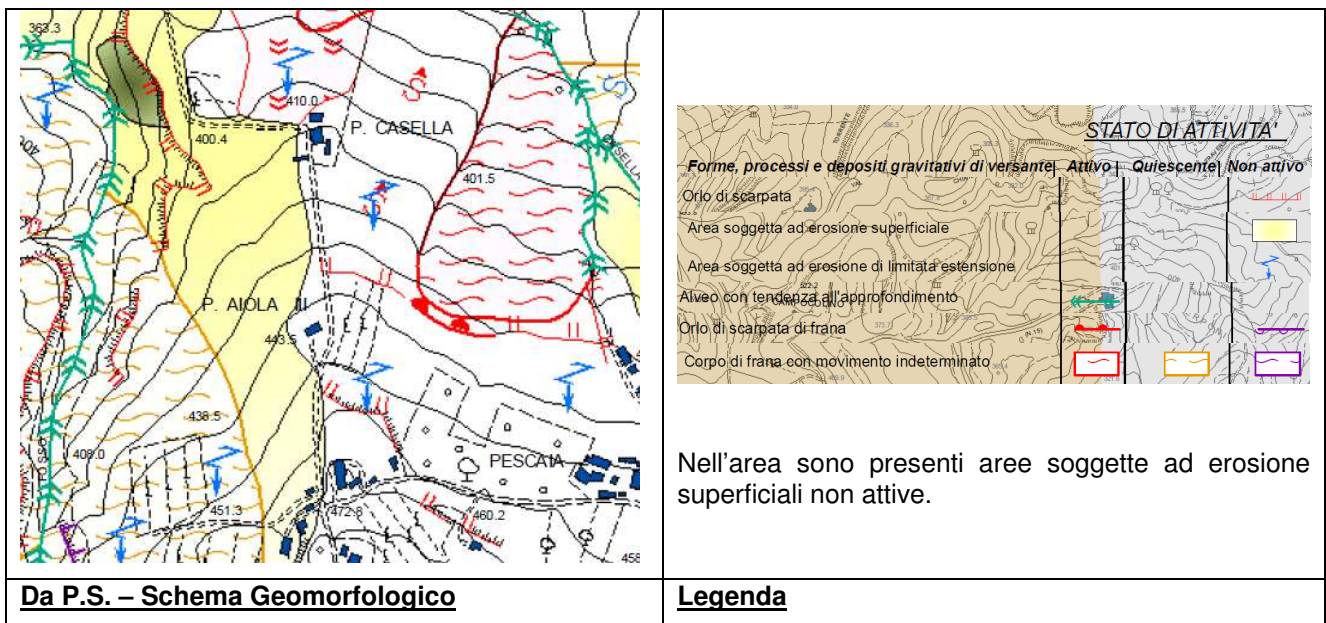 363.3
410.0
P. CASELLA
400.4
401.5
P. AIOLA III
443.5
438.5
409.0
PESCAIA
451.3
472.8
460.2
458
STATO DI ATTIVITA'
Forme, processi e depositi gravitativi di versante Attivo Quiescente Non attivo
Orlo di scarpata
Area soggetta ad erosione superficiale
Area soggetta ad erosione di limitata estensione
Alveo con tendenza all'approfondimento
Orlo di scarpata di frana
Corpo di frana con movimento indeterminato
Nell'area sono presenti aree soggette ad erosione
superficiali non attive.
Da P.S. – Schema Geomorfologico
Legenda